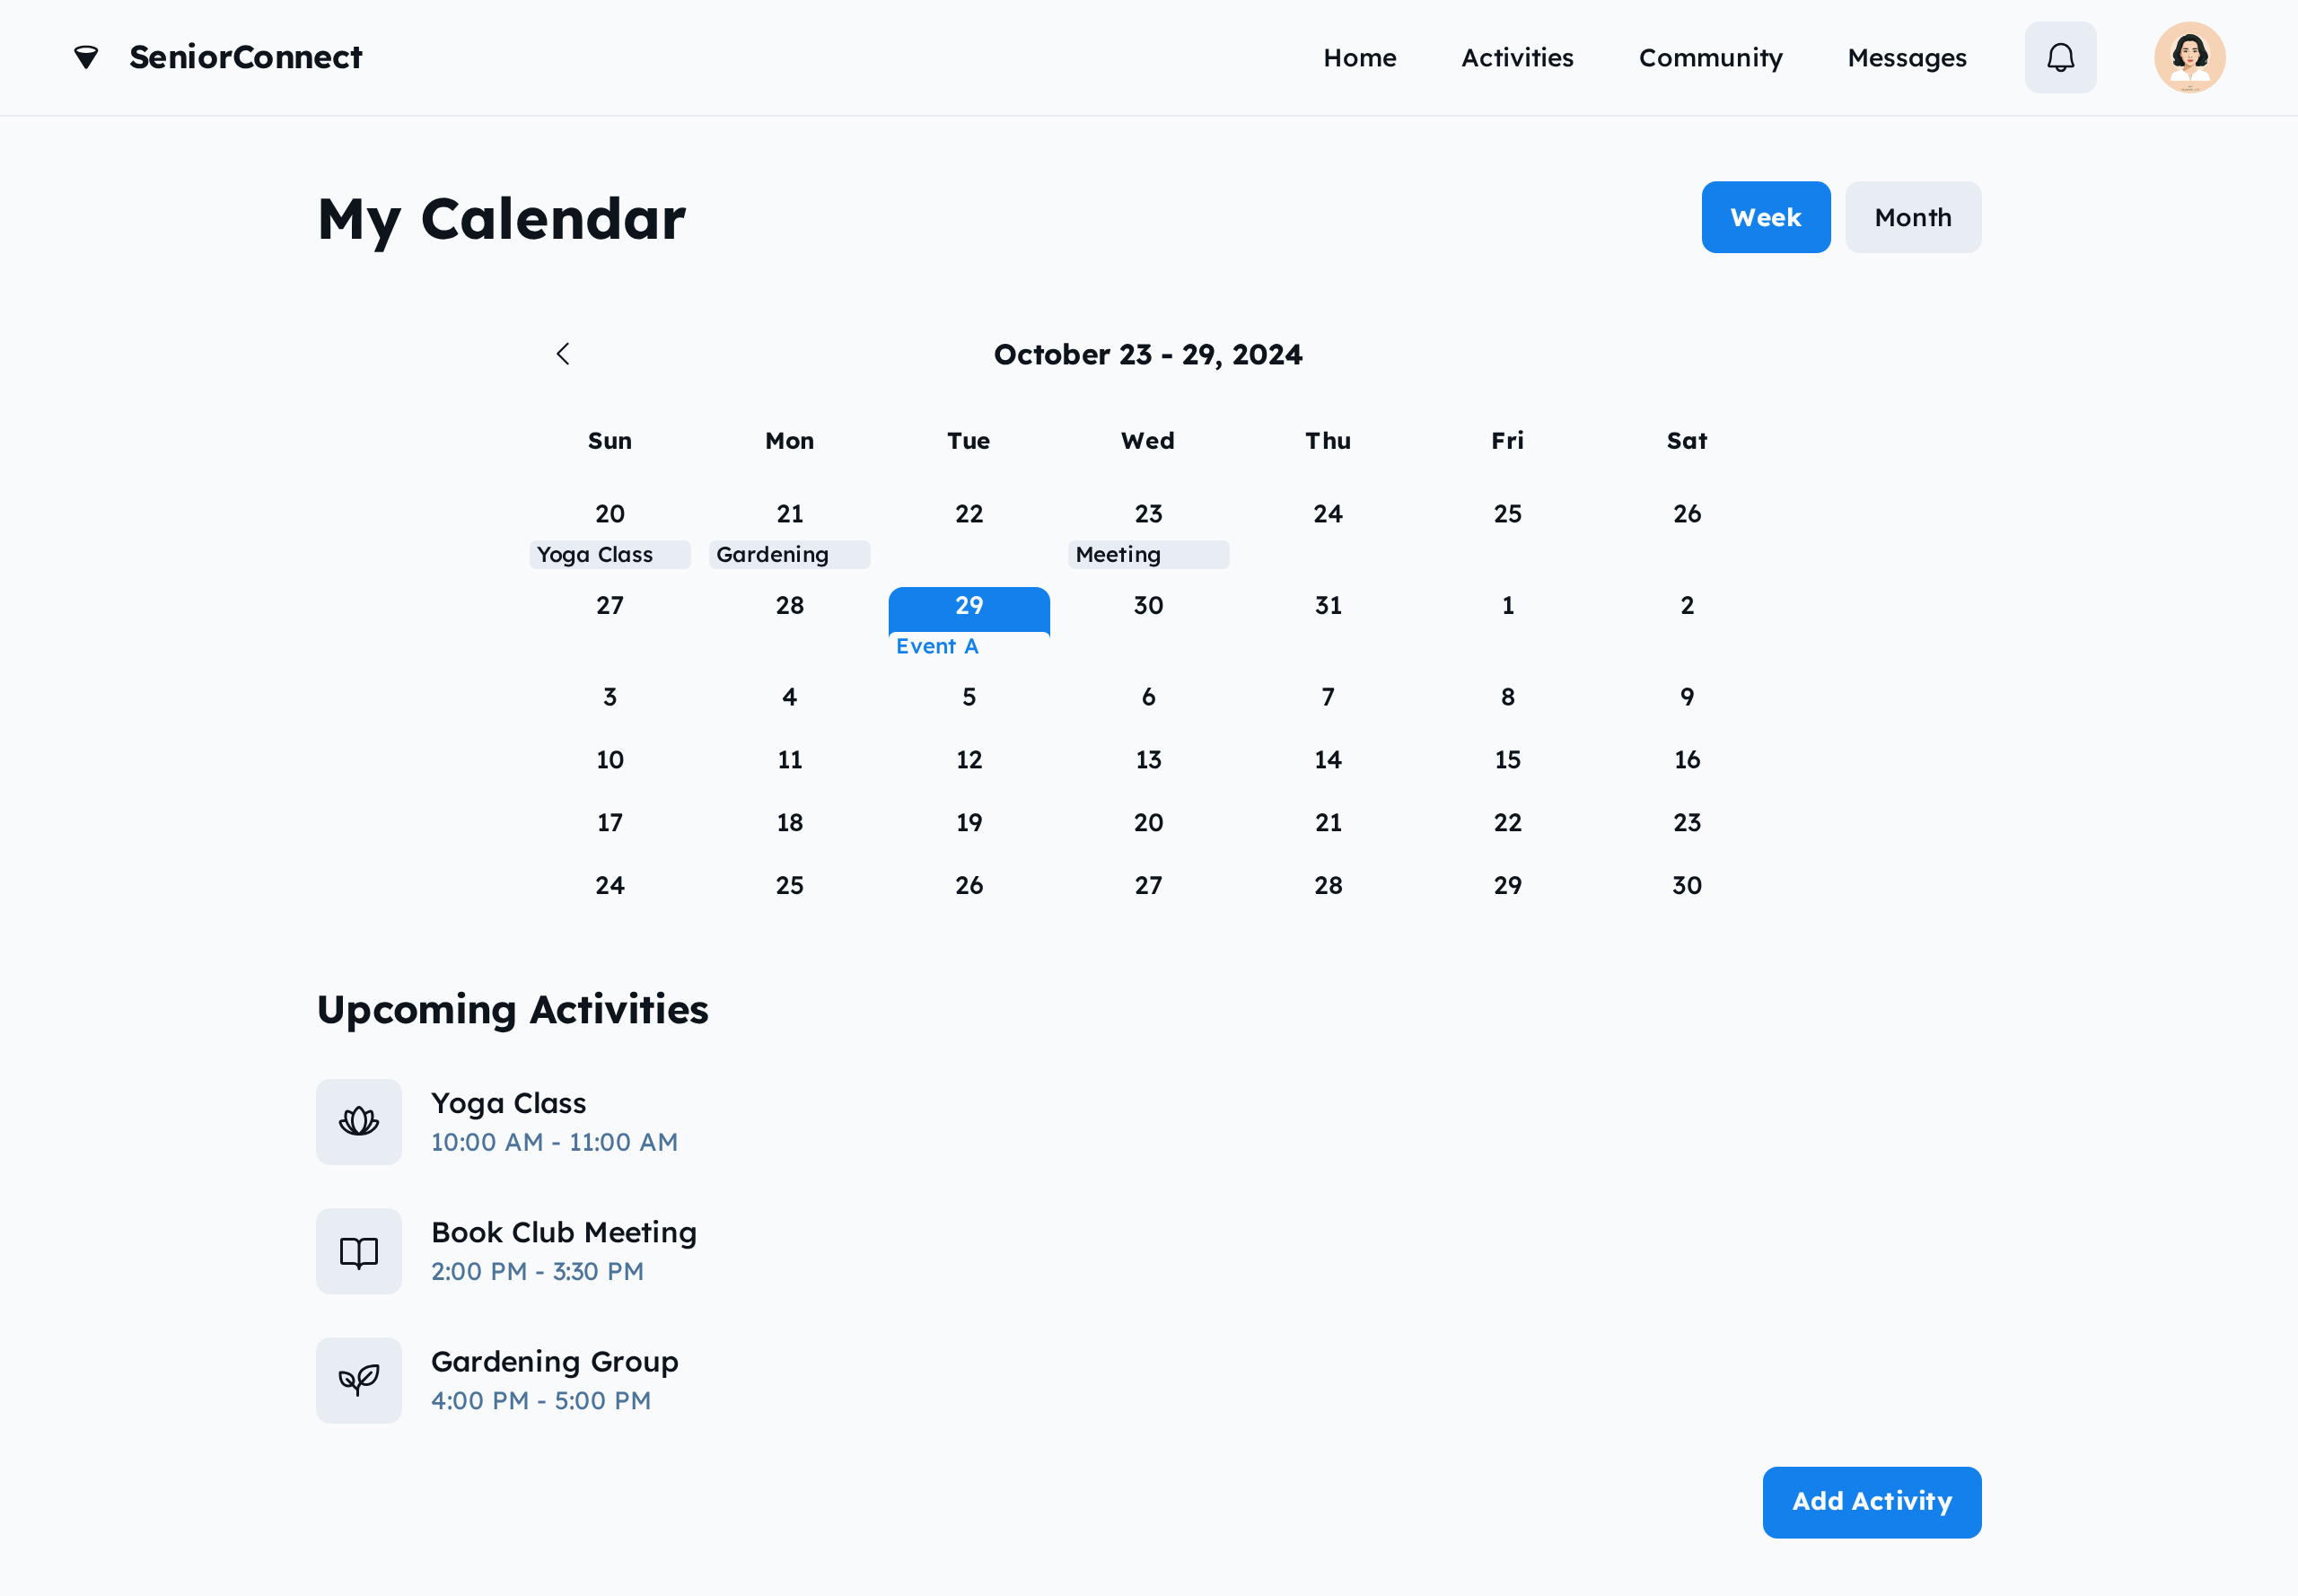 SeniorConnect
Home Activities Community Messages
My Calendar
Week Month
October 23 - 29, 2024
Sun Mon Tue Wed Thu Fri Sat
20 21 22 23 24 25 26
Yoga Class Gardening Meeting
27 28 29 30 31 1 2
Event A
3 4 5 6 7 8 9
10 11 12 13 14 15 16
17 18 19 20 21 22 23
24 25 26 27 28 29 30
Upcoming Activities
Yoga Class
10:00 AM - 11:00 AM
Book Club Meeting
2:00 PM - 3:30 PM
Gardening Group
4:00 PM - 5:00 PM
Add Activity